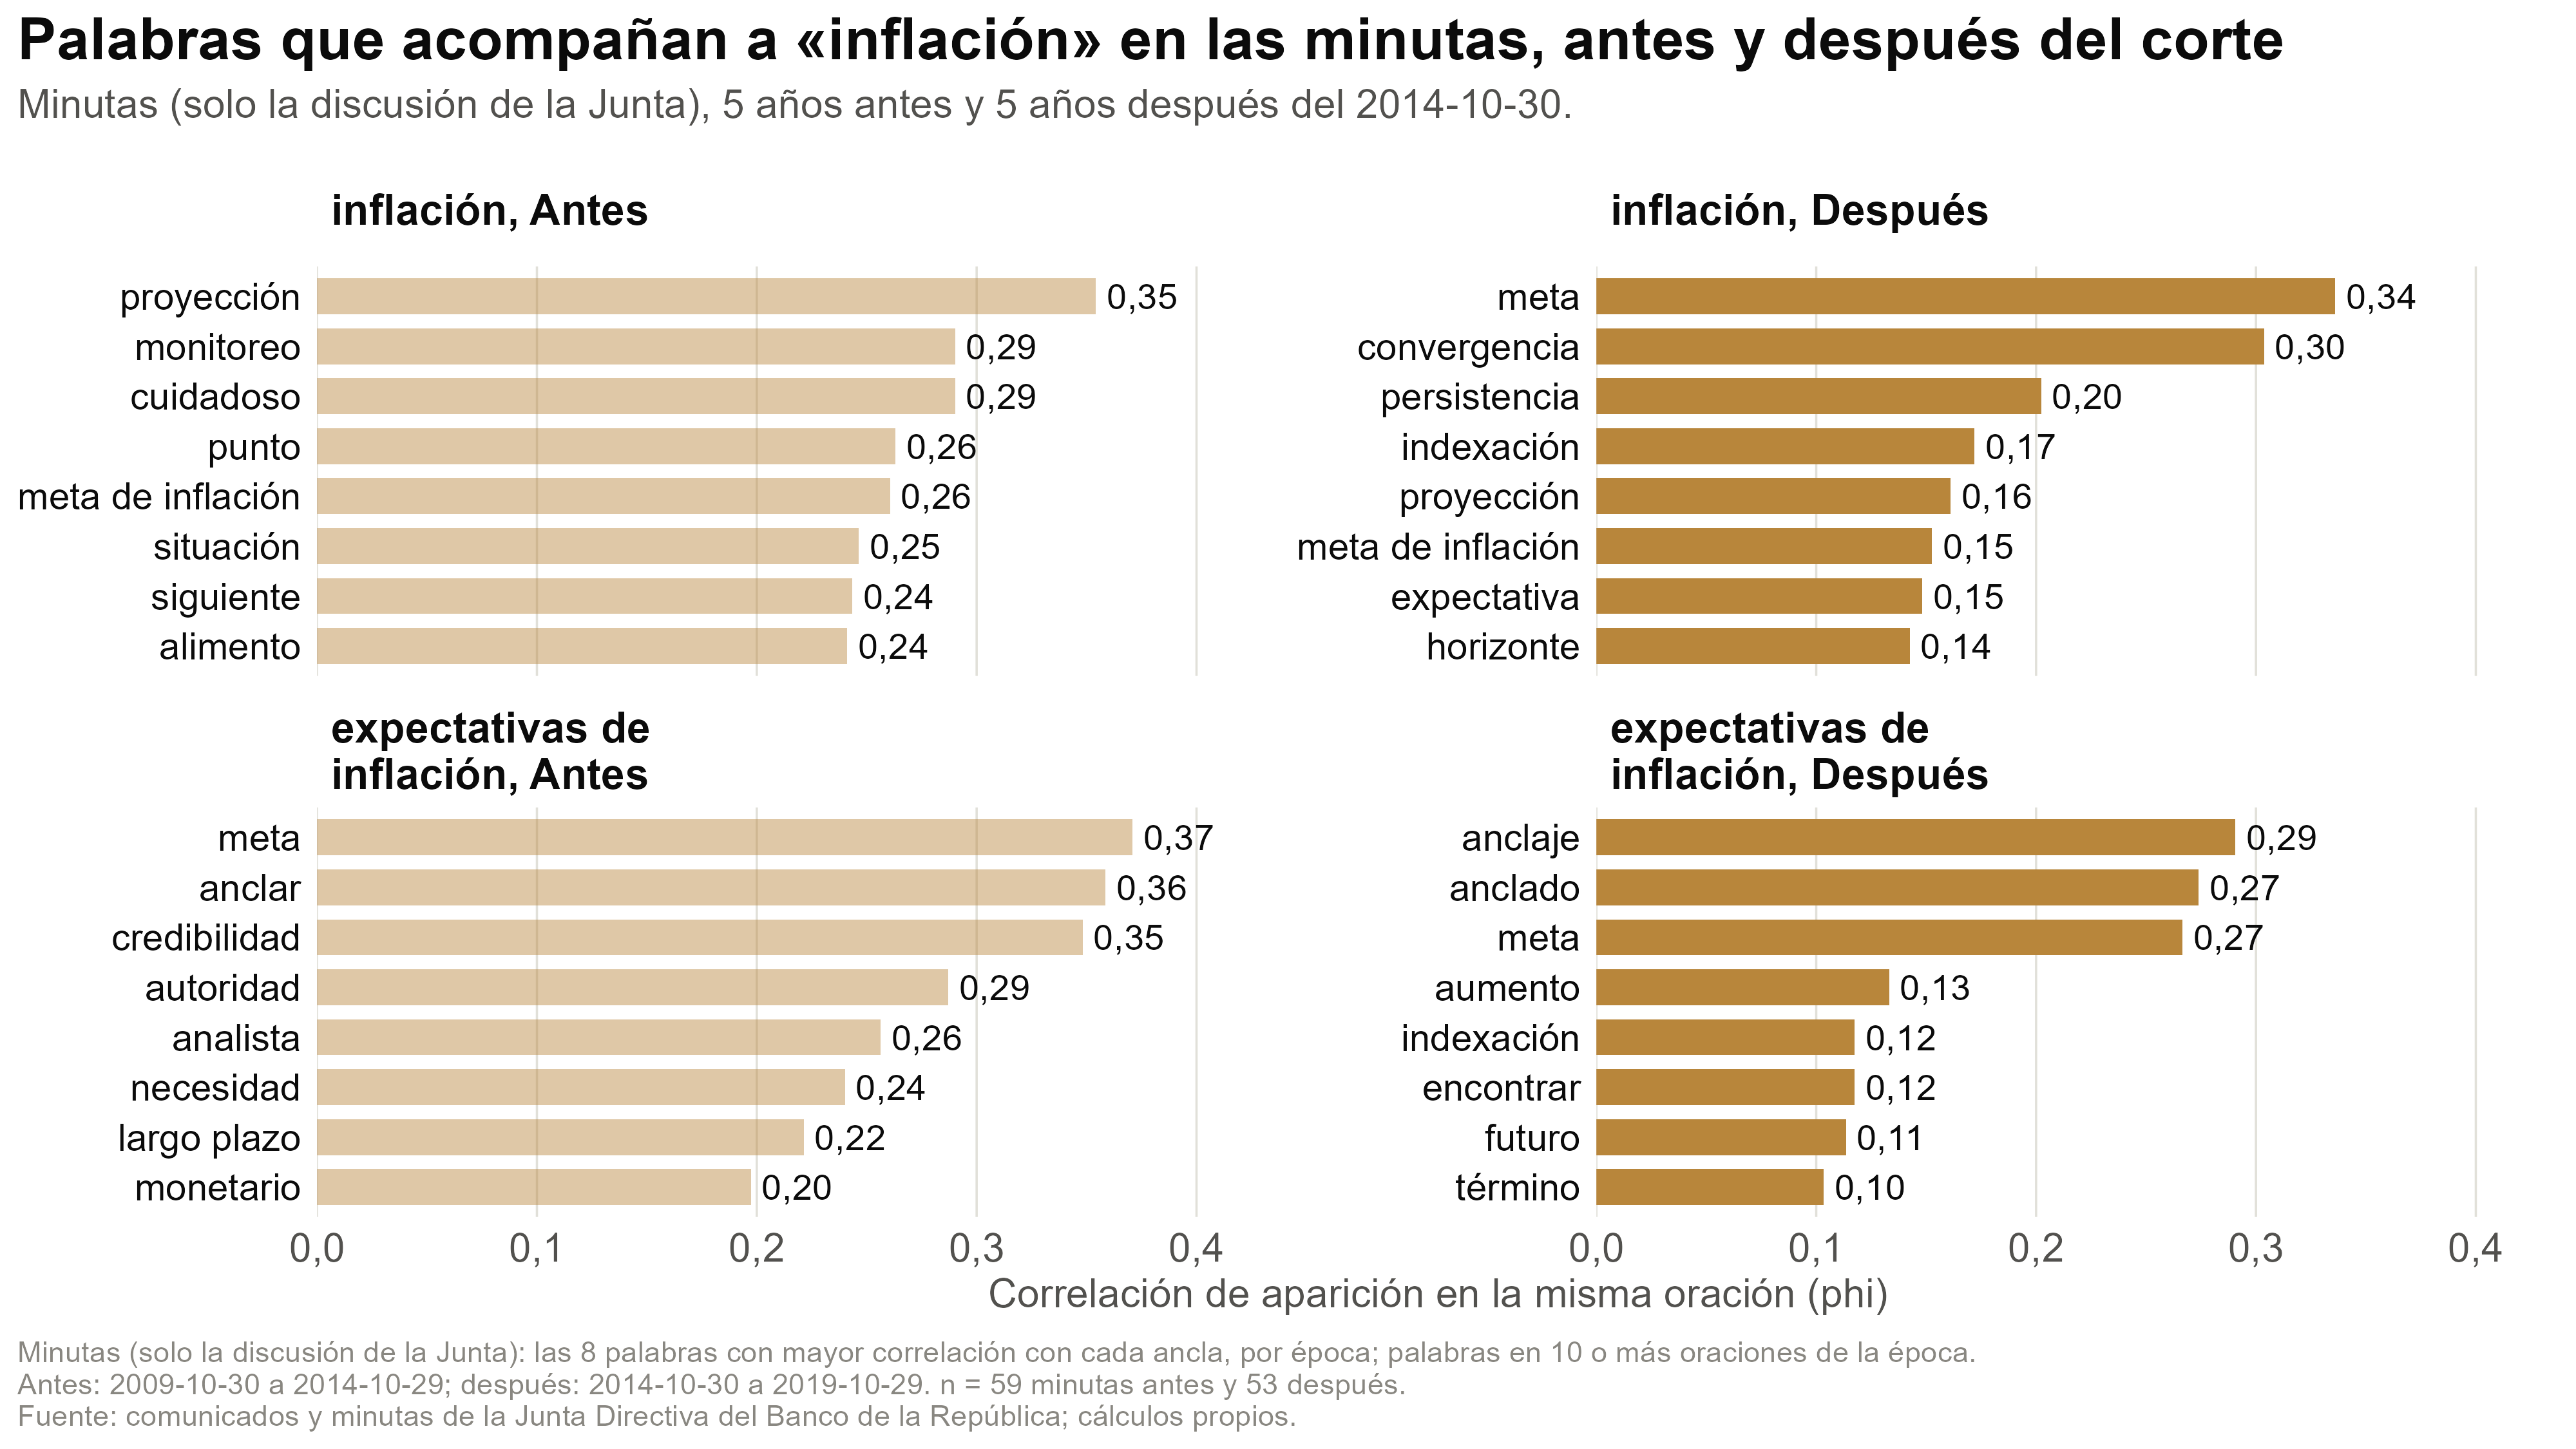 Palabras que acompañan a «inflación» en las minutas, antes y después del corte
Minutas (solo la discusión de la Junta), 5 años antes y 5 años después del 2014-10-30.
inflación, Antes
proyección 0,35
monitoreo 0,29
cuidadoso 0,29
punto 0,26
meta de inflación 0,26
situación 0,25
siguiente 0,24
alimento 0,24
inflación, Después
meta 0,34
convergencia 0,30
persistencia 0,20
indexación 0,17
proyección 0,16
meta de inflación 0,15
expectativa 0,15
horizonte 0,14
expectativas de
inflación, Antes
meta 0,37
anclar 0,36
credibilidad 0,35
autoridad 0,29
analista 0,26
necesidad 0,24
largo plazo 0,22
monetario 0,20
0,0 0,1 0,2 0,3 0,4
expectativas de
inflación, Después
anclaje 0,29
anclado 0,27
meta 0,27
aumento 0,13
indexación 0,12
encontrar 0,12
futuro 0,11
término 0,10
0,0 0,1 0,2 0,3 0,4
Correlación de aparición en la misma oración (phi)
Minutas (solo la discusión de la Junta): las 8 palabras con mayor correlación con cada ancla, por época; palabras en 10 o más oraciones de la época.
Antes: 2009-10-30 a 2014-10-29; después: 2014-10-30 a 2019-10-29. n = 59 minutas antes y 53 después.
Fuente: comunicados y minutas de la Junta Directiva del Banco de la República; cálculos propios.